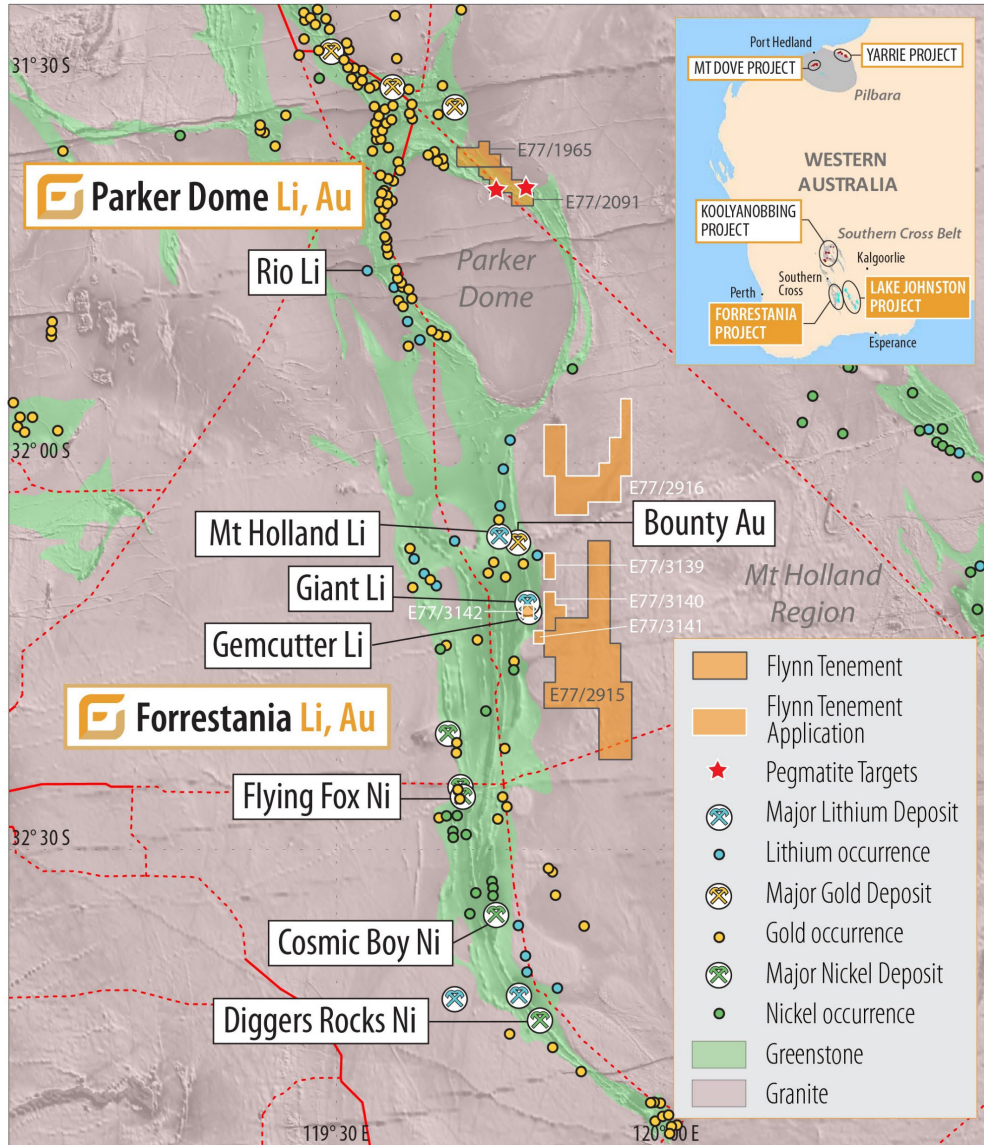 31°30 S
Port Hedland
YARRIE PROJECT
MT DOVE PROJECT
Pilbara
WESTERN
AUSTRALIA
KOOLYANOBBING
PROJECT
Southern Cross Belt
Kalgoorlie
Southern
Cross
Perth
LAKE JOHNSTON
PROJECT
FORRESTANIA
PROJECT
Esperance
E77/1965
Parker Dome Li, Au
E77/2091
Rio Li
Parker
Dome
32°00 S
E77/2916
Mt Holland Li
Bounty Au
E77/3139
Mt Holland
Region
Giant Li
E77/3140
E77/3142
E77/3141
Gemcutter Li
E77/2915
Forrestania Li, Au
Flying Fox Ni
32°30 S
Cosmic Boy Ni
Diggers Rocks Ni
Flynn Tenement
Flynn Tenement
Application
Pegmatite Targets
Major Lithium Deposit
Lithium occurrence
Major Gold Deposit
Gold occurrence
Major Nickel Deposit
Nickel occurrence
Greenstone
Granite
119°30 E